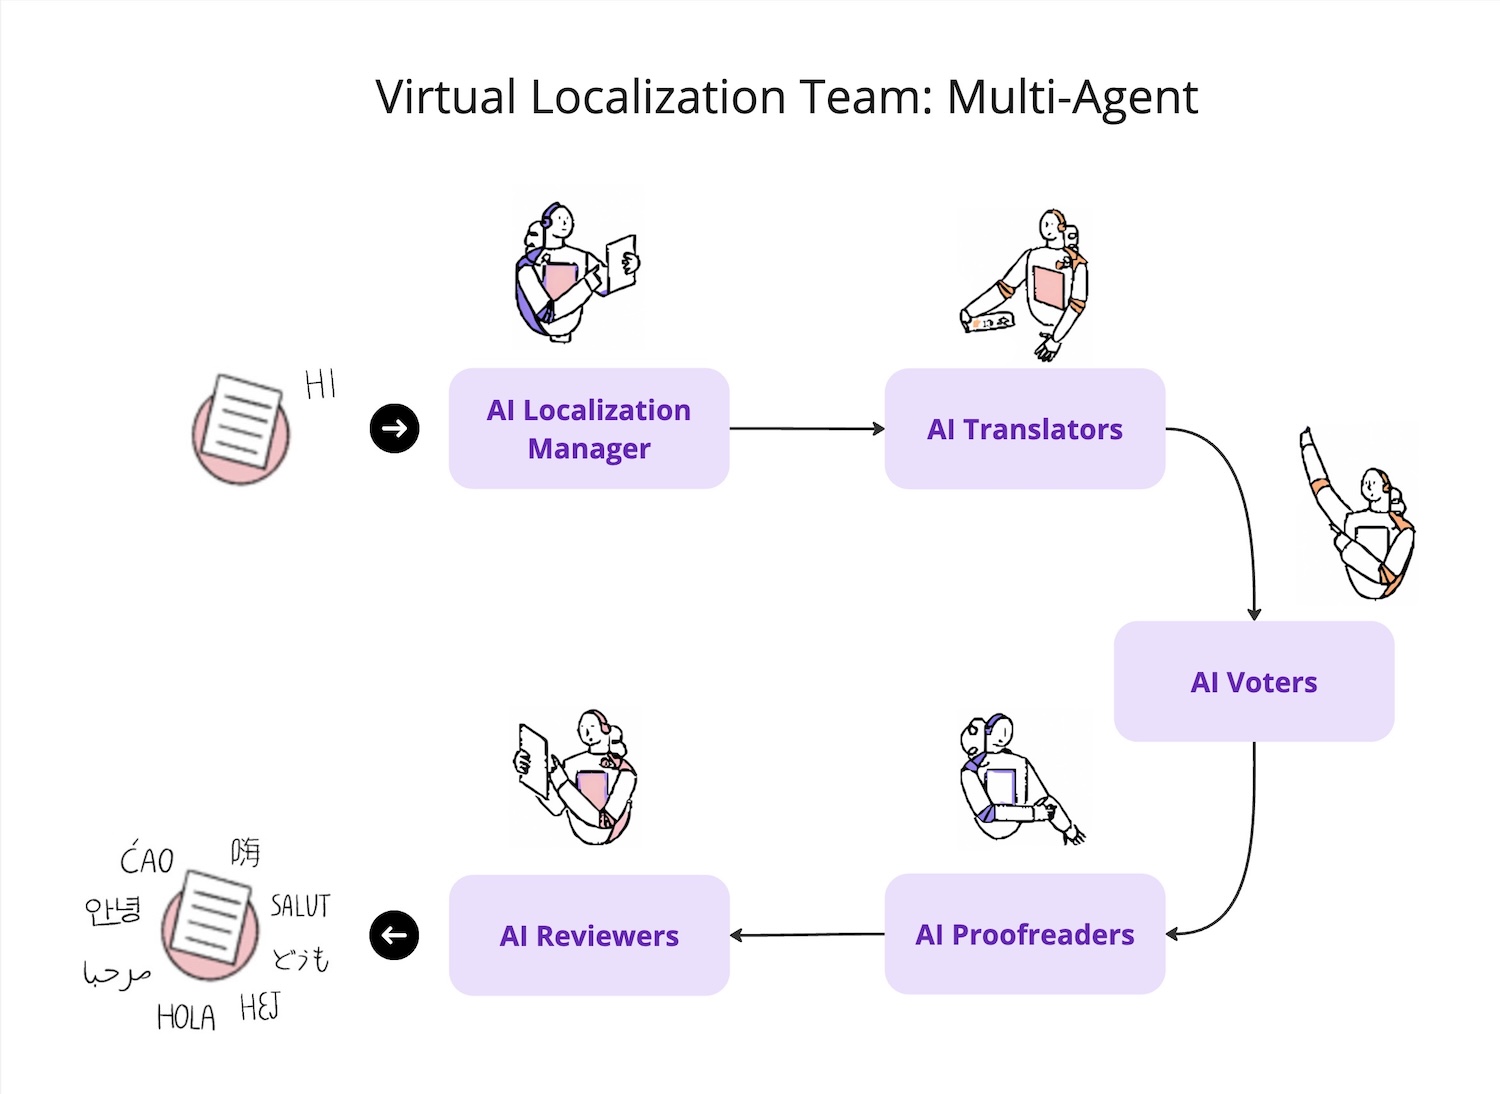 Virtual Localization Team: Multi-Agent
HI
AI Localization
Manager
AI Translators
AI Voters
AI Proofreaders
AI Reviewers
ĆAO
嗨
안녕
SALUT
مرحبا
どうも
HOLA
HEJ